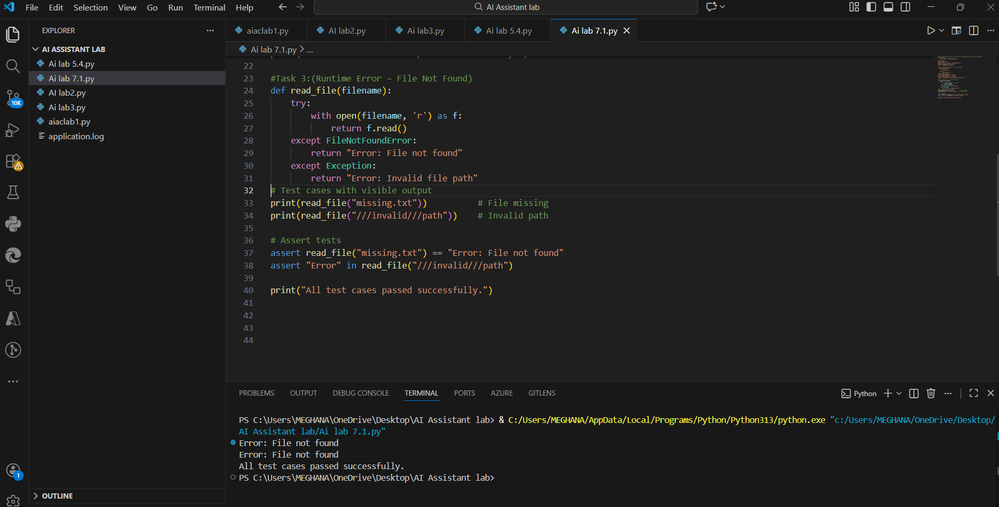 File Edit Selection View Go Run Terminal Help
AI Assistant lab
EXPLORER
AI ASSISTANT LAB
Ai lab 5.4.py
Ai lab 7.1.py
AI lab2.py
Ai lab3.py
aiaclab1.py
application.log
10K
1
OUTLINE
aiaclab1.py AI lab2.py Ai lab3.py Ai lab 5.4.py Ai lab 7.1.py
Ai lab 7.1.py > ...
22
23 #Task 3:(Runtime Error – File Not Found)
24 def read_file(filename):
25     try:
26         with open(filename, 'r') as f:
27             return f.read()
28     except FileNotFoundError:
29         return "Error: File not found"
30     except Exception:
31         return "Error: Invalid file path"
32 # Test cases with visible output
33 print(read_file("missing.txt"))          # File missing
34 print(read_file("///invalid///path"))    # Invalid path
35
36 # Assert tests
37 assert read_file("missing.txt") == "Error: File not found"
38 assert "Error" in read_file("///invalid///path")
39
40 print("All test cases passed successfully.")
41
42
43
44
PROBLEMS OUTPUT DEBUG CONSOLE TERMINAL PORTS AZURE GITLENS
Python
PS C:\Users\MEGHANA\OneDrive\Desktop\AI Assistant lab> & C:/Users/MEGHANA/AppData/Local/Programs/Python/Python313/python.exe "c:/Users/MEGHANA/OneDrive/Desktop/
AI Assistant lab/Ai lab 7.1.py"
Error: File not found
Error: File not found
All test cases passed successfully.
PS C:\Users\MEGHANA\OneDrive\Desktop\AI Assistant lab>